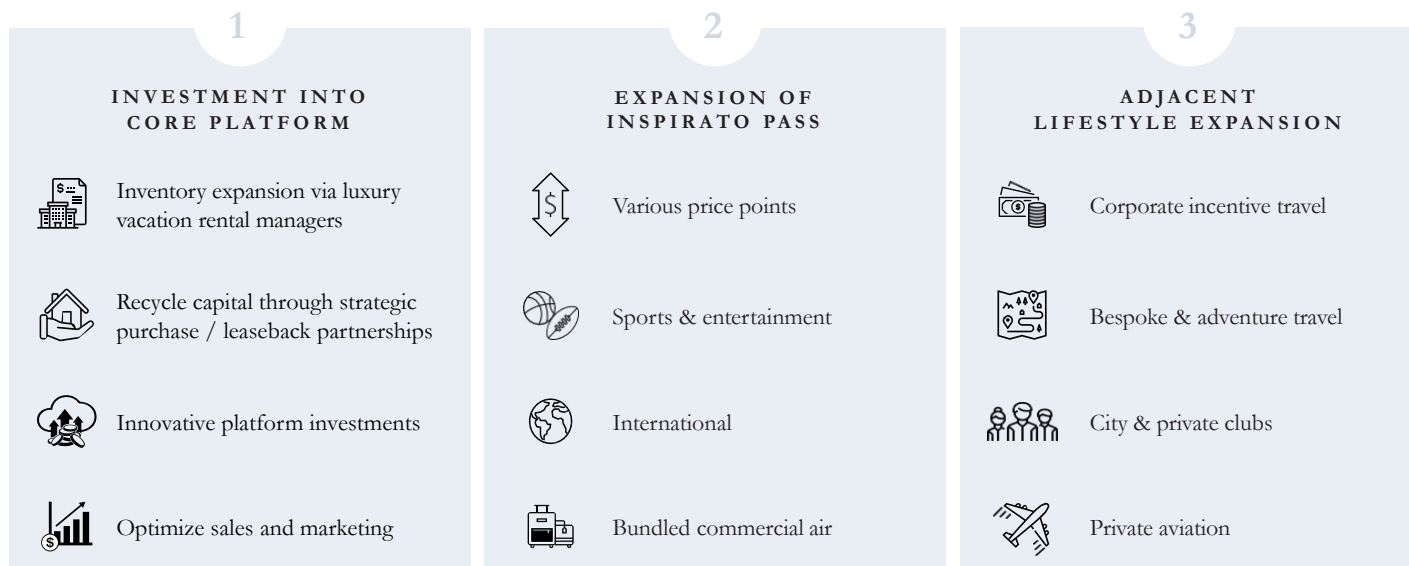 1
INVESTMENT INTO
CORE PLATFORM
$
Inventory expansion via luxury
vacation rental managers
Recycle capital through strategic
purchase / leaseback partnerships
Innovative platform investments
$
Optimize sales and marketing
2
EXPANSION OF
INSPIRATO PASS
$
Various price points
Sports & entertainment
International
Bundled commercial air
3
ADJACENT
LIFESTYLE EXPANSION
$
Corporate incentive travel
Bespoke & adventure travel
City & private clubs
Private aviation